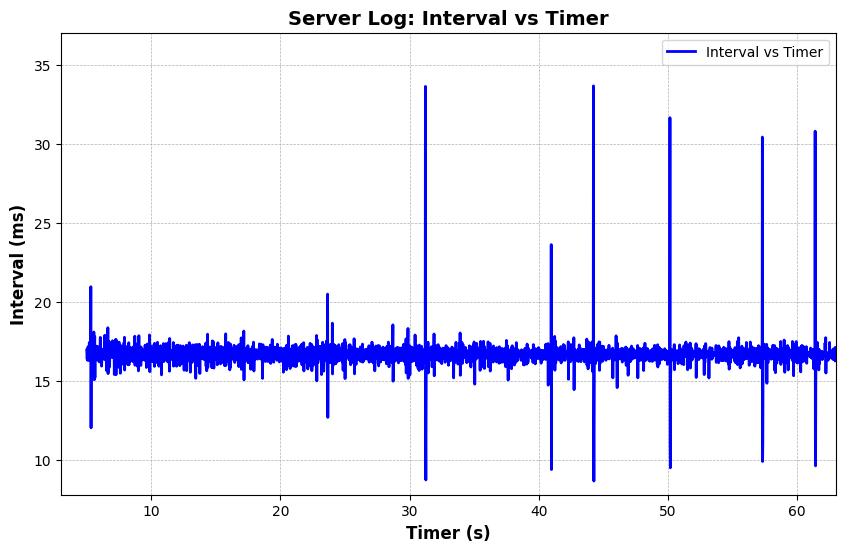 Server Log: Interval vs Timer
Interval vs Timer
35
30
25
20
15
10
Interval (ms)
10 20 30 40 50 60
Timer (s)